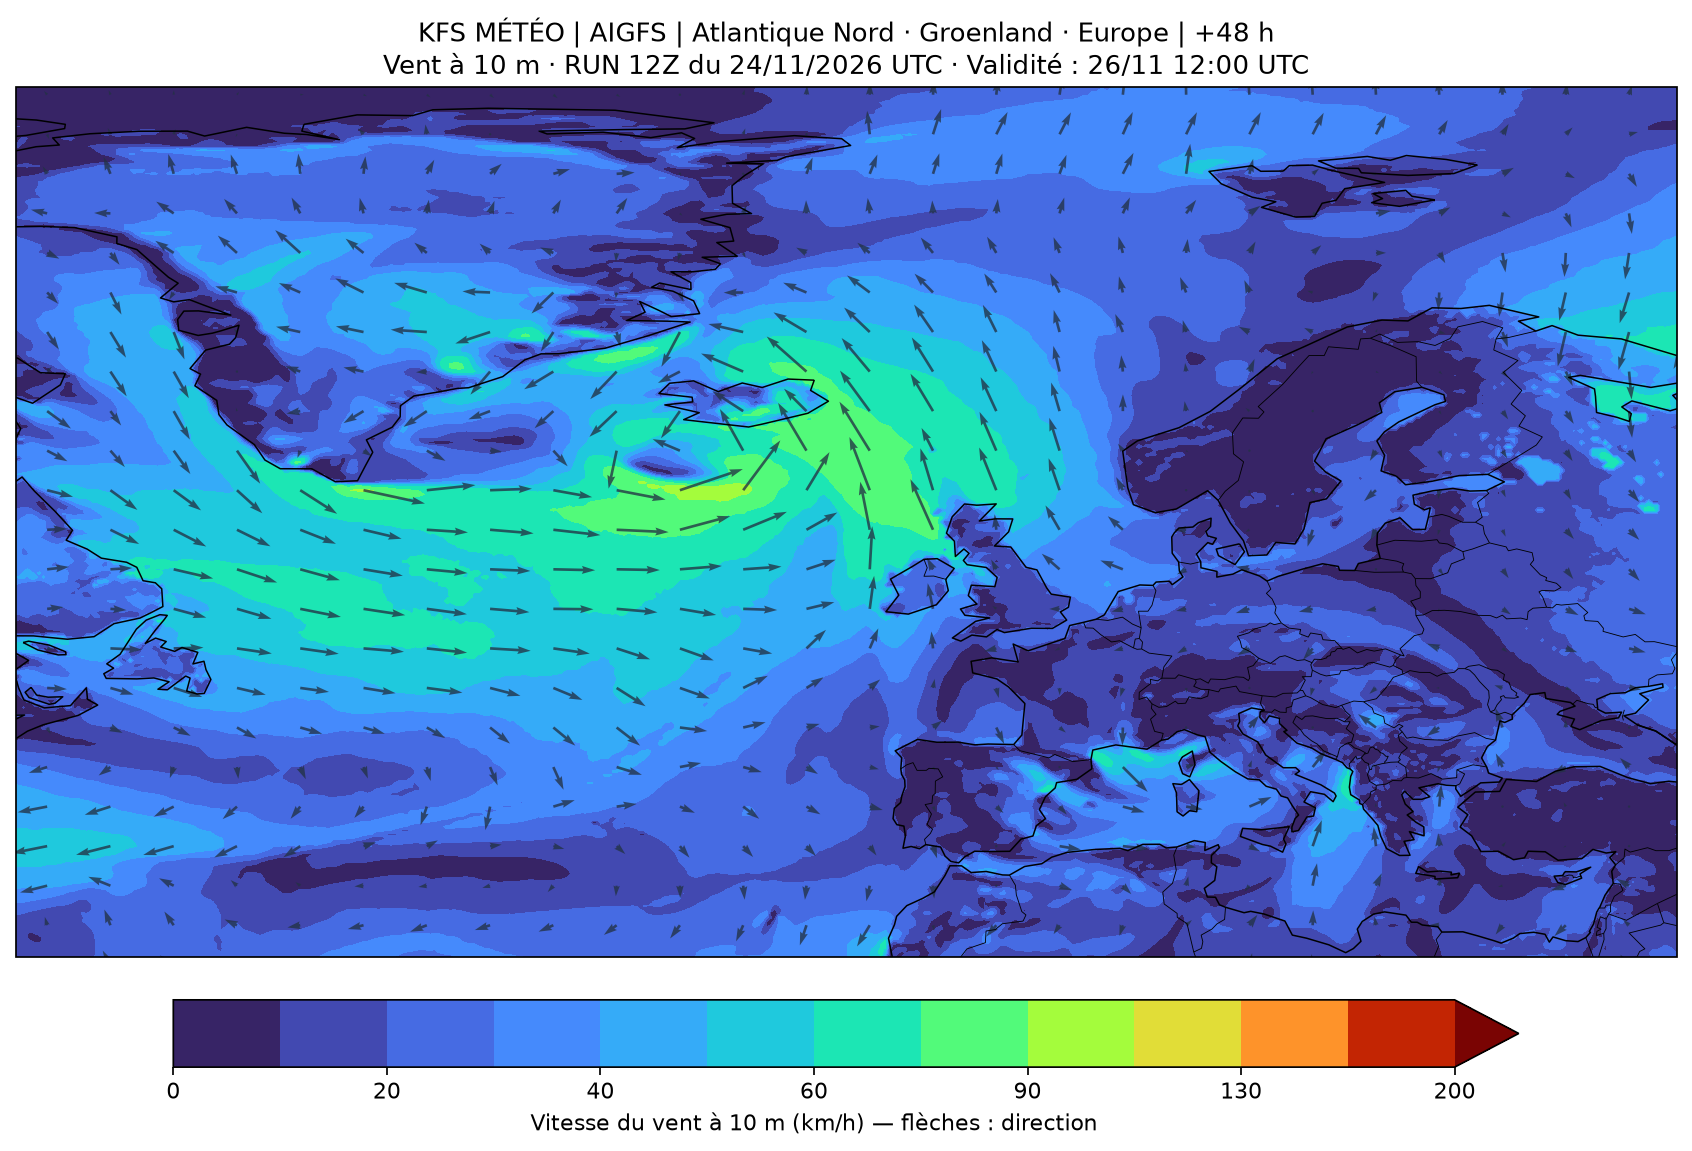 KFS MÉTÉO | AIGFS | Atlantique Nord · Groenland · Europe | +48 h
Vent à 10 m · RUN 12Z du 24/11/2026 UTC · Validité : 26/11 12:00 UTC
0 20 40 60 90 130 200
Vitesse du vent à 10 m (km/h) — flèches : direction